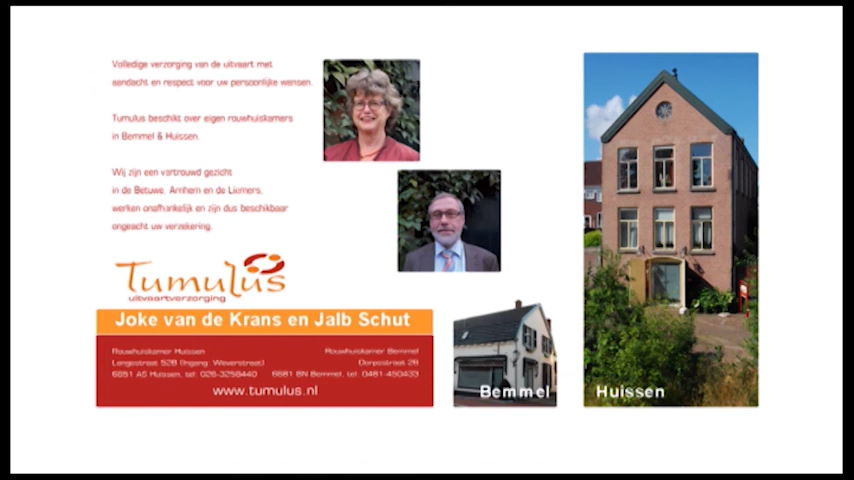 Volledige verzorging van de uitvaart met
aandacht en respect voor uw persoonlijke wensen.
Tumulus beschikt over eigen rouwhuiskamers
in Bemmel & Huissen.
Wij zijn een vertrouwd gezicht
in de Betuwe, Arnhem en de Liemers,
werken onafhankelijk en zijn dus beschikbaar
ongeacht uw verzekering.
Tumulus
uitvaartverzorging
Joke van de Krans en Jalb Schut
Rouwhuiskamer Huissen
Langestraat 52B (Ingang: Weverstraat)
6851 AS Huissen, tel: 026-3258440
Rouwhuiskamer Bemmel
Dorpsstraat 28
6681 BN Bemmel, tel: 0481-450433
www.tumulus.nl
Bemmel
Huissen